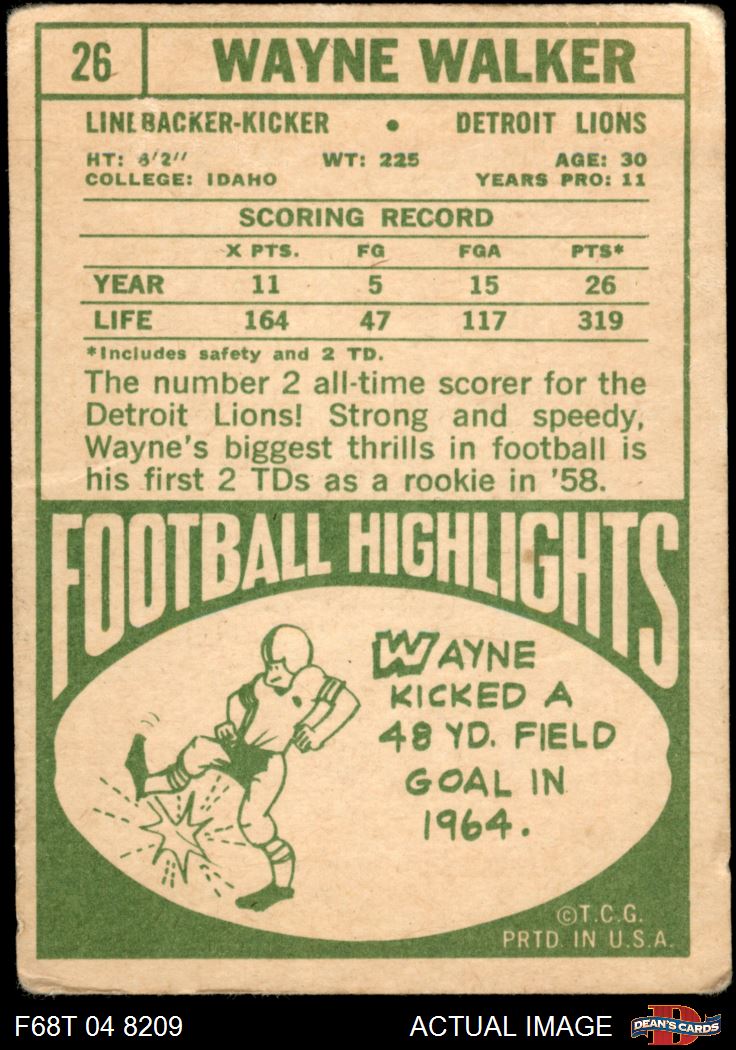 26 WAYNE WALKER
LINEBACKER-KICKER • DETROIT LIONS
HT: 6'2" WT: 225 AGE: 30
COLLEGE: IDAHO YEARS PRO: 11
SCORING RECORD
X PTS. FG FGA PTS*
YEAR 11 5 15 26
LIFE 164 47 117 319
*Includes safety and 2 TD.
The number 2 all-time scorer for the
Detroit Lions! Strong and speedy,
Wayne's biggest thrills in football is
his first 2 TDs as a rookie in '58.
FOOTBALL HIGHLIGHTS
WAYNE
KICKED A
48 YD. FIELD
GOAL IN
1964.
©T.C.G.
PRTD. IN U.S.A.
F68T 04 8209 ACTUAL IMAGE D DEAN'S CARDS